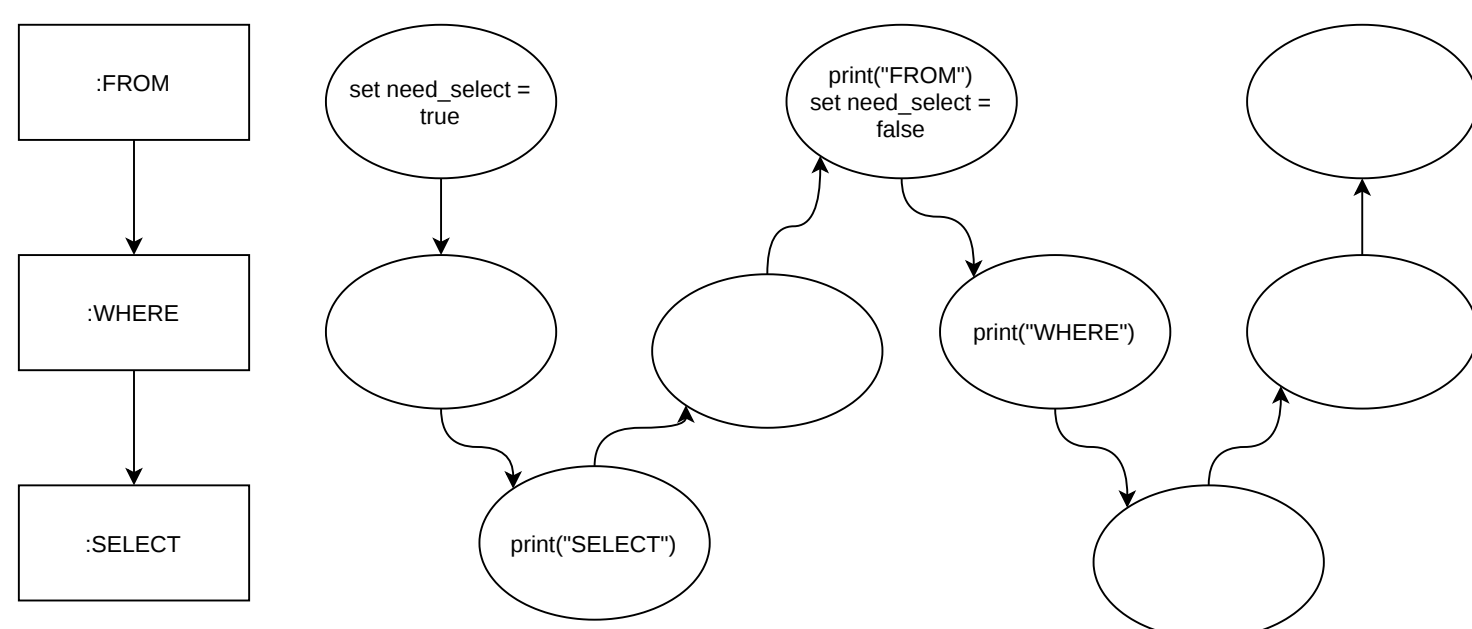 :FROM
:WHERE
:SELECT
set need_select =
true
print("SELECT")
print("FROM")
set need_select =
false
print("WHERE")